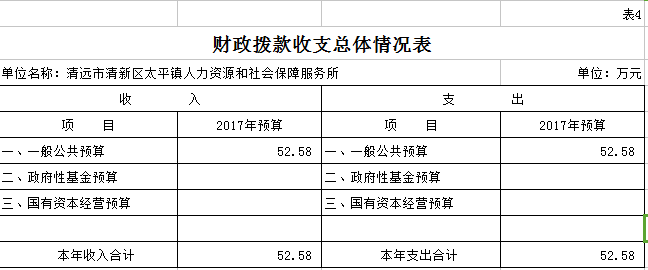 表4
财政拨款收支总体情况表
单位名称：清远市清新区太平镇人力资源和社会保障服务所 单位：万元
收 入 支 出
项 目 2017年预算 项 目 2017年预算
一、一般公共预算 52.58 一、一般公共预算 52.58
二、政府性基金预算 二、政府性基金预算
三、国有资本经营预算 三、国有资本经营预算
本年收入合计 52.58 本年支出合计 52.58